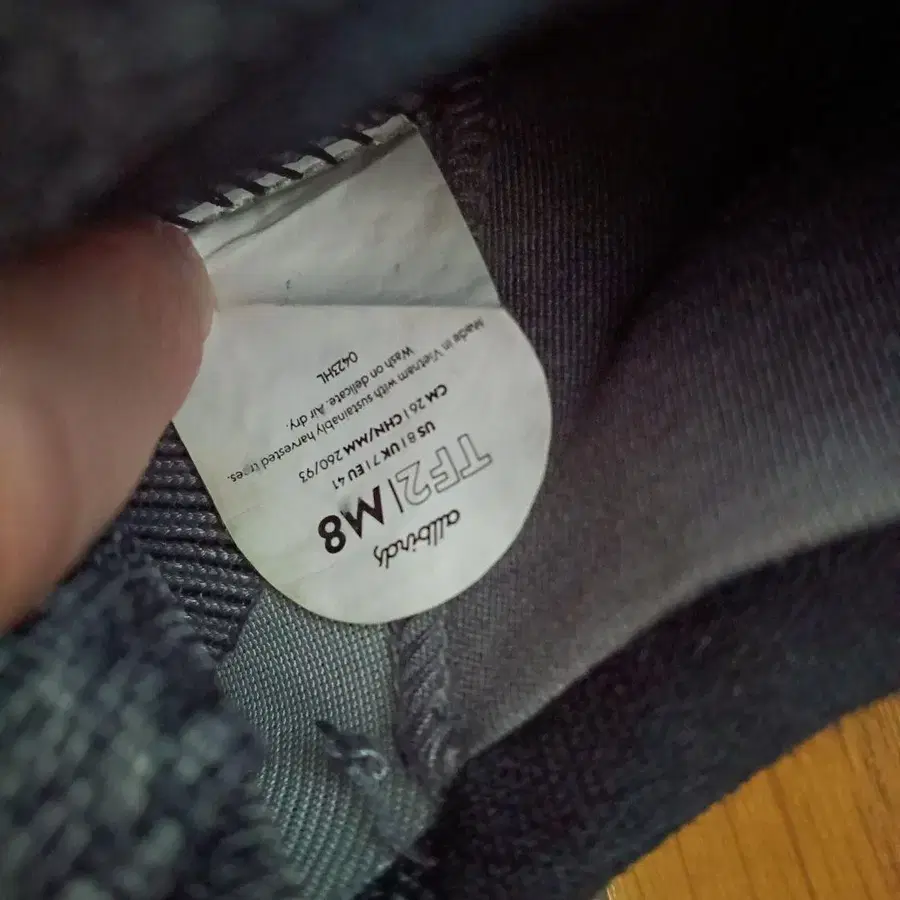 allbirds
TF2 | M8
US 8 | UK 7 | EU 41
CM 26 | CHN/MM 260/93
Made in Vietnam with sustainably harvested trees.
Wash on delicate. Air dry.
0423HL